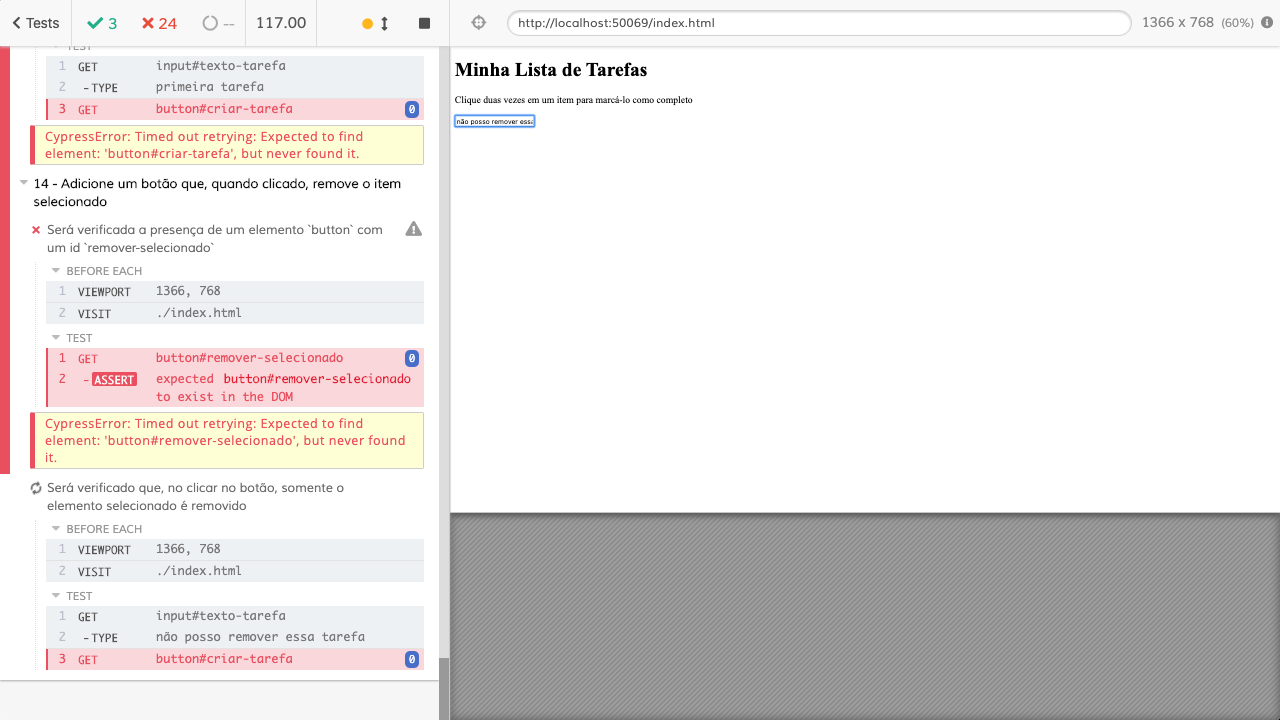 Tests
3
24
--
117.00
http://localhost:50069/index.html
1366 x 768 (60%)
TEST
1 GET input#texto-tarefa
2 -TYPE primeira tarefa
3 GET button#criar-tarefa 0
CypressError: Timed out retrying: Expected to find
element: 'button#criar-tarefa', but never found it.
14 - Adicione um botão que, quando clicado, remove o item
selecionado
Será verificada a presença de um elemento `button` com
um id `remover-selecionado`
BEFORE EACH
1 VIEWPORT 1366, 768
2 VISIT ./index.html
TEST
1 GET button#remover-selecionado 0
2 -ASSERT expected button#remover-selecionado
to exist in the DOM
CypressError: Timed out retrying: Expected to find
element: 'button#remover-selecionado', but never found
it.
Será verificado que, no clicar no botão, somente o
elemento selecionado é removido
BEFORE EACH
1 VIEWPORT 1366, 768
2 VISIT ./index.html
TEST
1 GET input#texto-tarefa
2 -TYPE não posso remover essa tarefa
3 GET button#criar-tarefa 0
Minha Lista de Tarefas
Clique duas vezes em um item para marcá-lo como completo
não posso remover essa